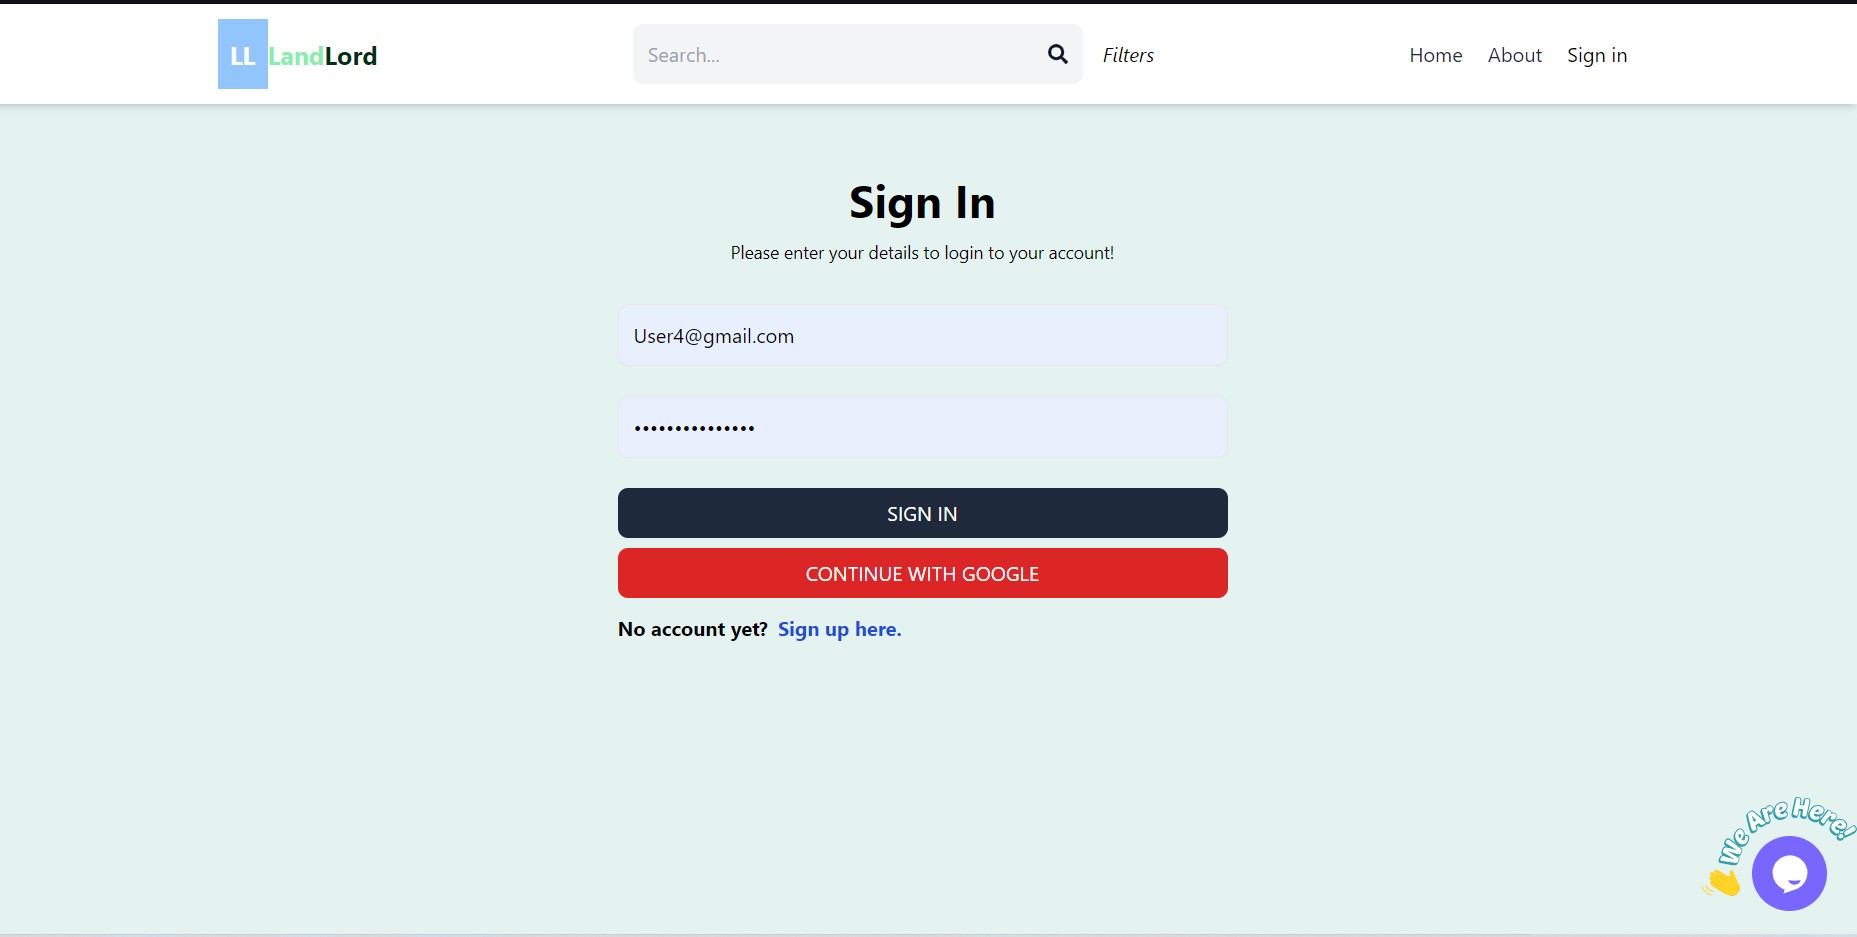 LL LandLord
Search...
Filters
Home
About
Sign in
Sign In
Please enter your details to login to your account!
User4@gmail.com
•••••••••••••••
SIGN IN
CONTINUE WITH GOOGLE
No account yet? Sign up here.
We Are Here!